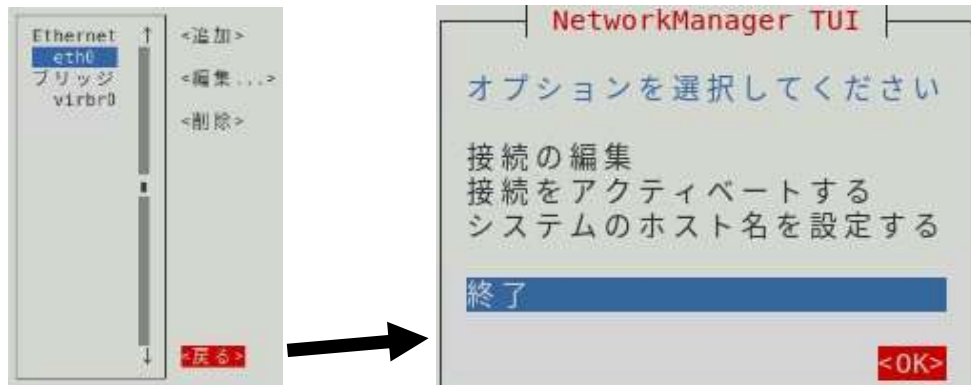 Ethernet ↑
eth0
ブリッジ
virbr0
↓
<追加>
<編集...>
<削除>
<戻る>
NetworkManager TUI
オプションを選択してください
接続の編集
接続をアクティベートする
システムのホスト名を設定する
終了
<OK>